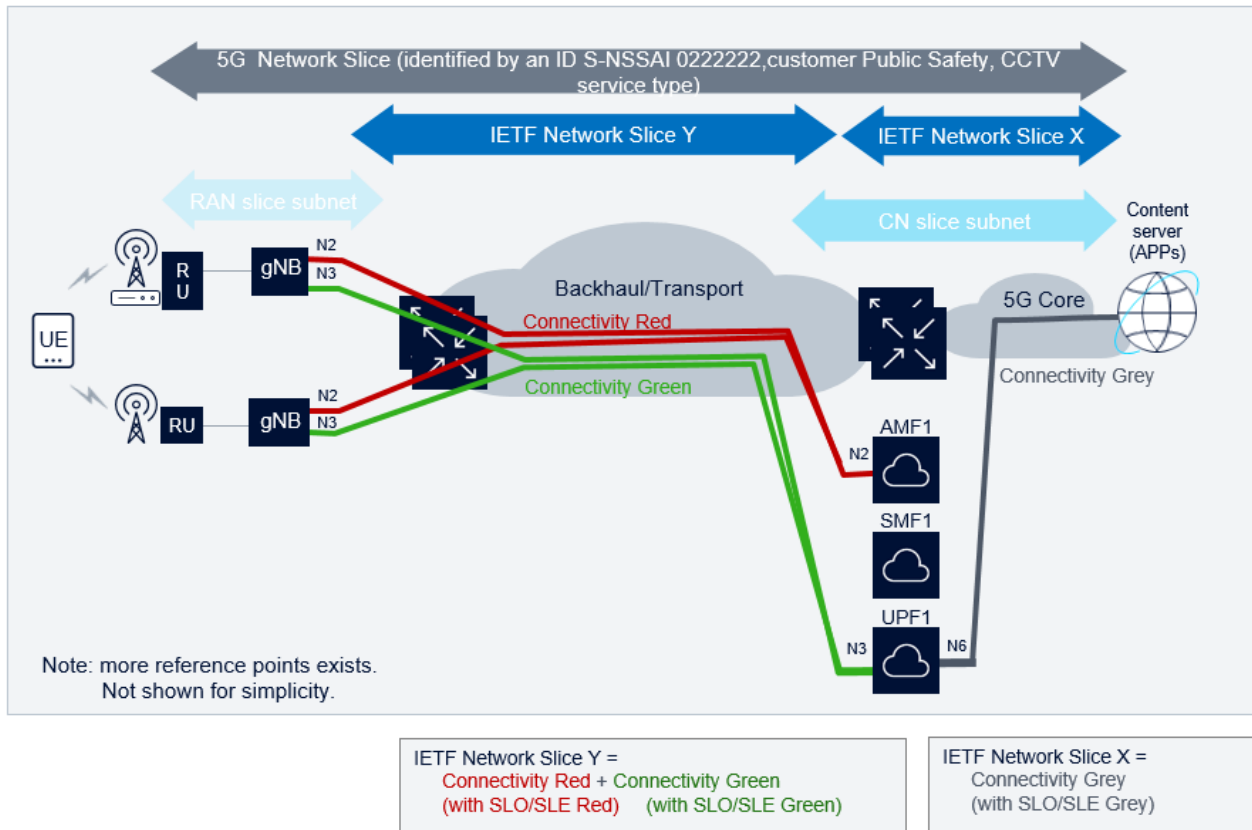 5G Network Slice (identified by an ID S-NSSAI 0222222,customer Public Safety, CCTV
service type)
IETF Network Slice Y
IETF Network Slice X
RAN slice subnet
CN slice subnet
Content
server
(APPs)
R
U
gNB
N2
N3
Backhaul/Transport
5G Core
Connectivity Red
UE
Connectivity Green
Connectivity Grey
RU
gNB
N2
N3
AMF1
N2
SMF1
UPF1
N3
N6
Note: more reference points exists.
Not shown for simplicity.
IETF Network Slice Y =
Connectivity Red + Connectivity Green
(with SLO/SLE Red) (with SLO/SLE Green)
IETF Network Slice X =
Connectivity Grey
(with SLO/SLE Grey)